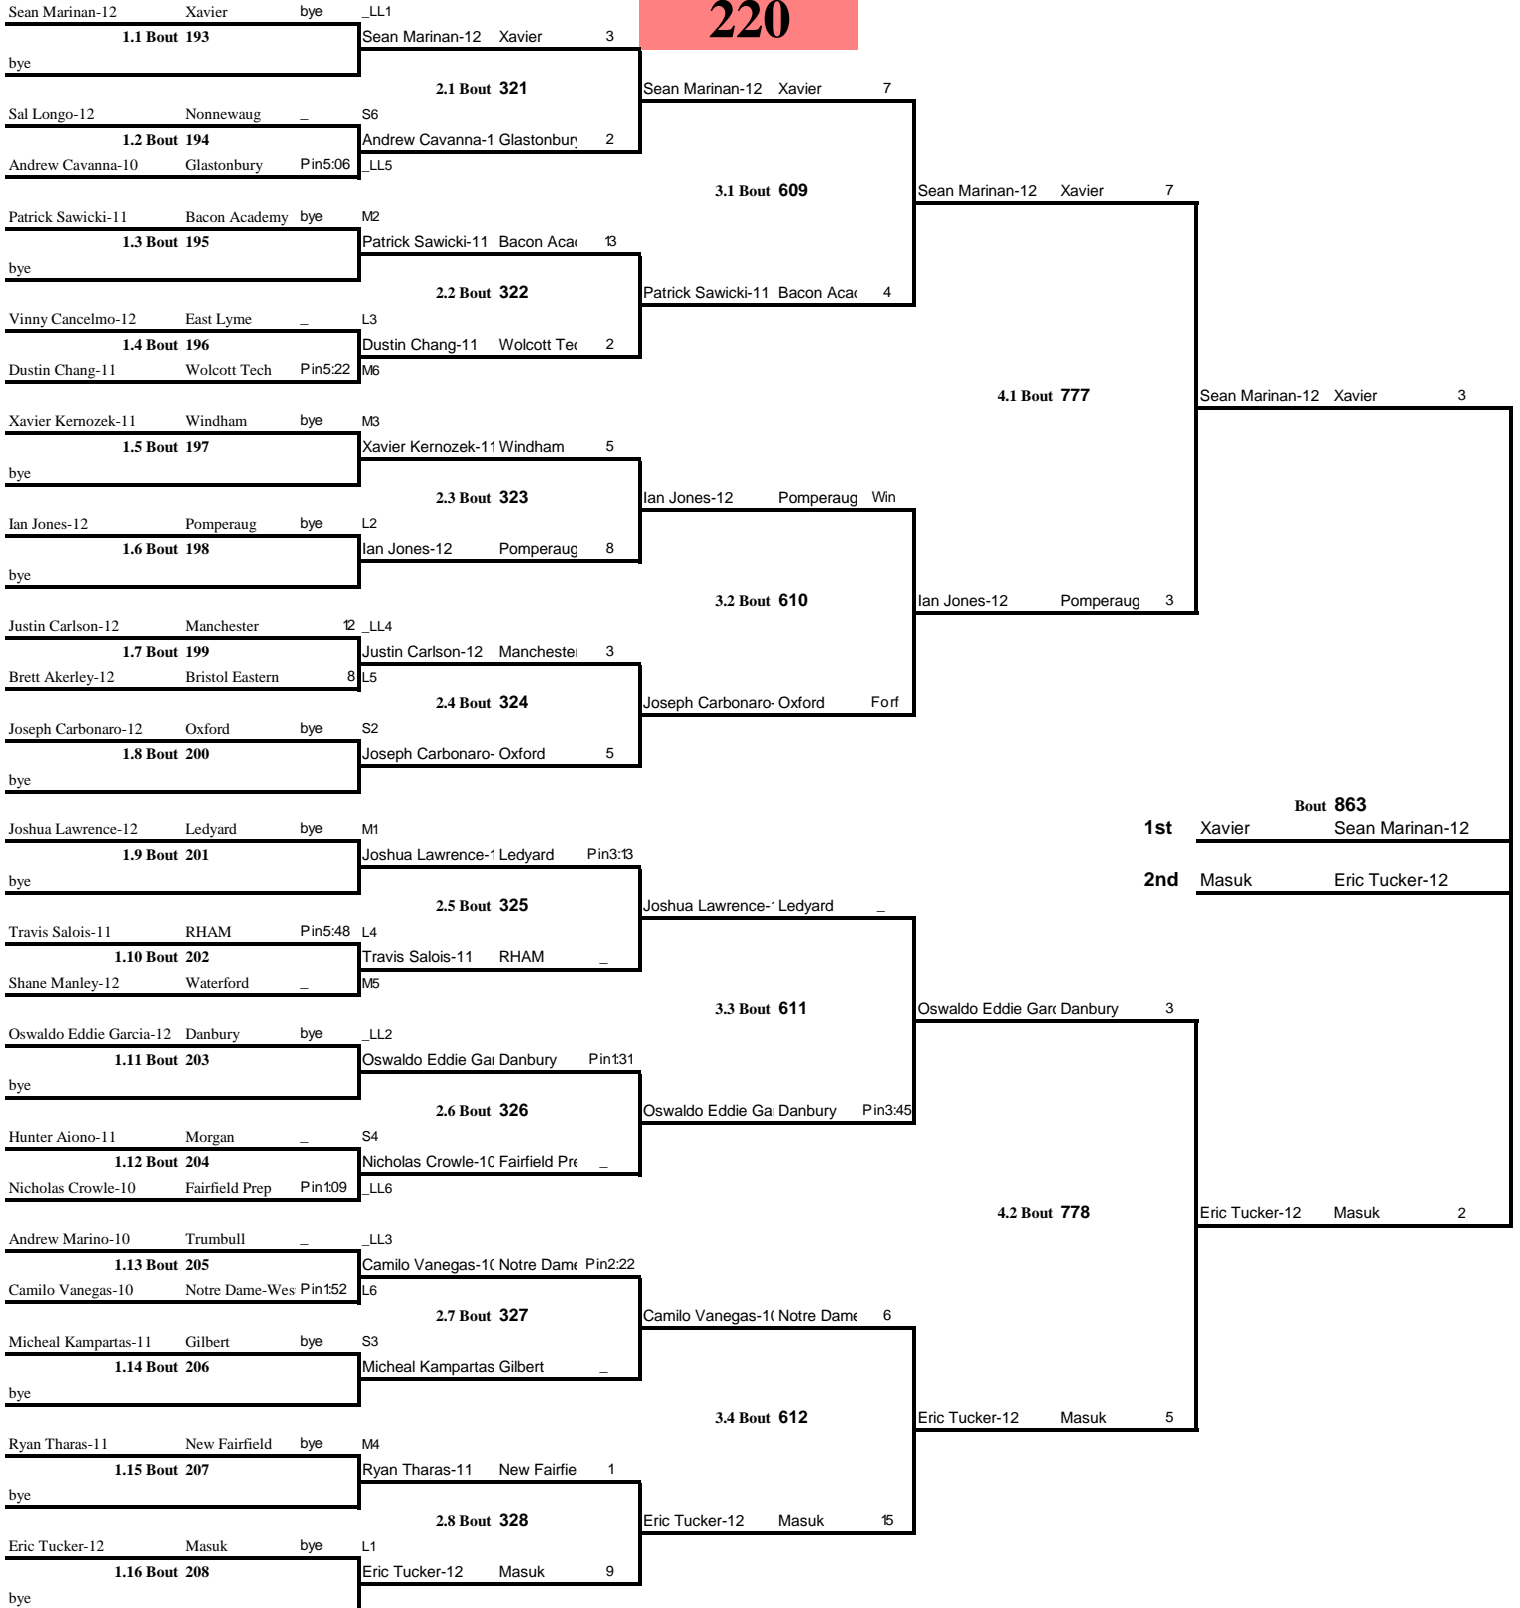 220
Sean Marinan-12 Xavier bye _LL1
1.1 Bout 193
Sean Marinan-12 Xavier 3
bye
2.1 Bout 321
Sean Marinan-12 Xavier 7
Sal Longo-12 Nonnewaug _ S6
1.2 Bout 194
Andrew Cavanna-1 Glastonbury 2
Andrew Cavanna-10 Glastonbury Pin5:06 _LL5
3.1 Bout 609
Sean Marinan-12 Xavier 7
Patrick Sawicki-11 Bacon Academy bye M2
1.3 Bout 195
Patrick Sawicki-11 Bacon Aca 13
bye
2.2 Bout 322
Patrick Sawicki-11 Bacon Aca 4
Vinny Cancelmo-12 East Lyme _ L3
1.4 Bout 196
Dustin Chang-11 Wolcott Te 2
Dustin Chang-11 Wolcott Tech Pin5:22 M6
4.1 Bout 777
Sean Marinan-12 Xavier 3
Xavier Kernozek-11 Windham bye M3
1.5 Bout 197
Xavier Kernozek-11 Windham 5
bye
2.3 Bout 323
Ian Jones-12 Pomperaug Win
Ian Jones-12 Pomperaug bye L2
1.6 Bout 198
Ian Jones-12 Pomperaug 8
bye
3.2 Bout 610
Ian Jones-12 Pomperaug 3
Justin Carlson-12 Manchester 12 _LL4
1.7 Bout 199
Justin Carlson-12 Mancheste 3
Brett Akerley-12 Bristol Eastern 8 L5
2.4 Bout 324
Joseph Carbonaro- Oxford Forf
Joseph Carbonaro-12 Oxford bye S2
1.8 Bout 200
Joseph Carbonaro- Oxford 5
bye
Bout 863
1st Xavier Sean Marinan-12
2nd Masuk Eric Tucker-12
Joshua Lawrence-12 Ledyard bye M1
1.9 Bout 201
Joshua Lawrence-1 Ledyard Pin3:13
bye
2.5 Bout 325
Joshua Lawrence- Ledyard _
Travis Salois-11 RHAM Pin5:48 L4
1.10 Bout 202
Travis Salois-11 RHAM _
Shane Manley-12 Waterford _ M5
3.3 Bout 611
Oswaldo Eddie Garc Danbury 3
Oswaldo Eddie Garcia-12 Danbury bye _LL2
1.11 Bout 203
Oswaldo Eddie Ga Danbury Pin1:31
bye
2.6 Bout 326
Oswaldo Eddie Ga Danbury Pin3:45
Hunter Aiono-11 Morgan _ S4
1.12 Bout 204
Nicholas Crowle-10 Fairfield Pre _
Nicholas Crowle-10 Fairfield Prep Pin1:09 _LL6
4.2 Bout 778
Eric Tucker-12 Masuk 2
Andrew Marino-10 Trumbull _ _LL3
1.13 Bout 205
Camilo Vanegas-10 Notre Dame Pin2:22
Camilo Vanegas-10 Notre Dame-Wes Pin1:52 L6
2.7 Bout 327
Camilo Vanegas-10 Notre Dame 6
Micheal Kampartas-11 Gilbert bye S3
1.14 Bout 206
Micheal Kampartas Gilbert _
bye
3.4 Bout 612
Eric Tucker-12 Masuk 5
Ryan Tharas-11 New Fairfield bye M4
1.15 Bout 207
Ryan Tharas-11 New Fairfie 1
bye
2.8 Bout 328
Eric Tucker-12 Masuk 15
Eric Tucker-12 Masuk bye L1
1.16 Bout 208
Eric Tucker-12 Masuk 9
bye